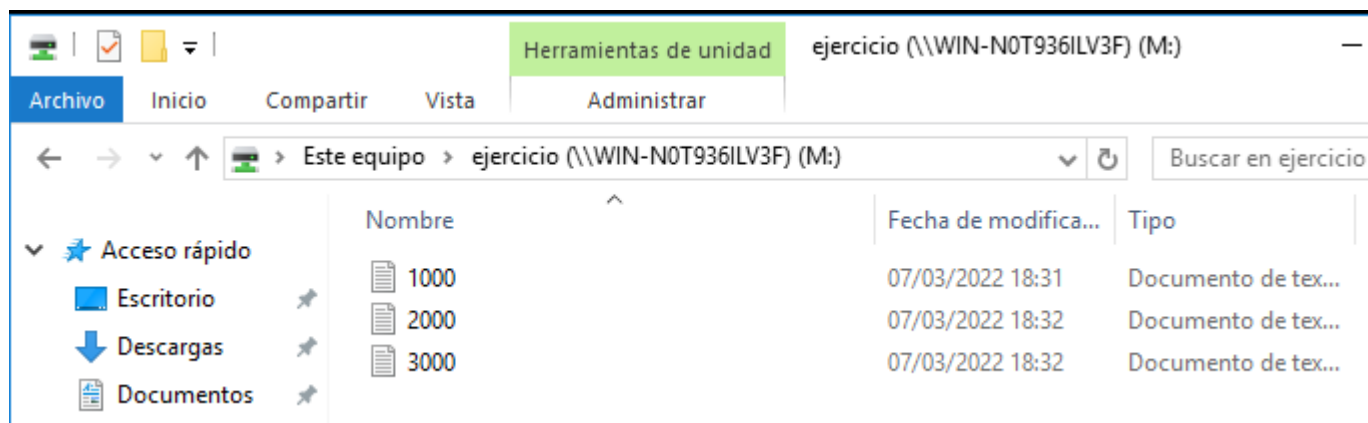 Herramientas de unidad ejercicio (\\WIN-N0T936ILV3F) (M:)
Archivo Inicio Compartir Vista Administrar
Este equipo > ejercicio (\\WIN-N0T936ILV3F) (M:) Buscar en ejercicio
Nombre Fecha de modifica... Tipo
Acceso rápido
1000 07/03/2022 18:31 Documento de tex...
Escritorio
2000 07/03/2022 18:32 Documento de tex...
Descargas
3000 07/03/2022 18:32 Documento de tex...
Documentos